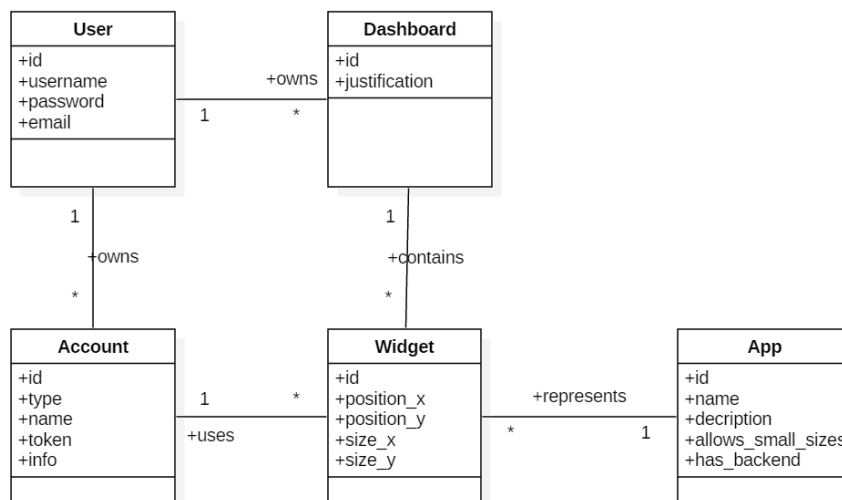 User
+id
+username
+password
+email
Dashboard
+id
+justification
+owns
1
*
1
+owns
*
1
+contains
*
Account
+id
+type
+name
+token
+info
1
*
+uses
Widget
+id
+position_x
+position_y
+size_x
+size_y
+represents
*
1
App
+id
+name
+decription
+allows_small_sizes
+has_backend